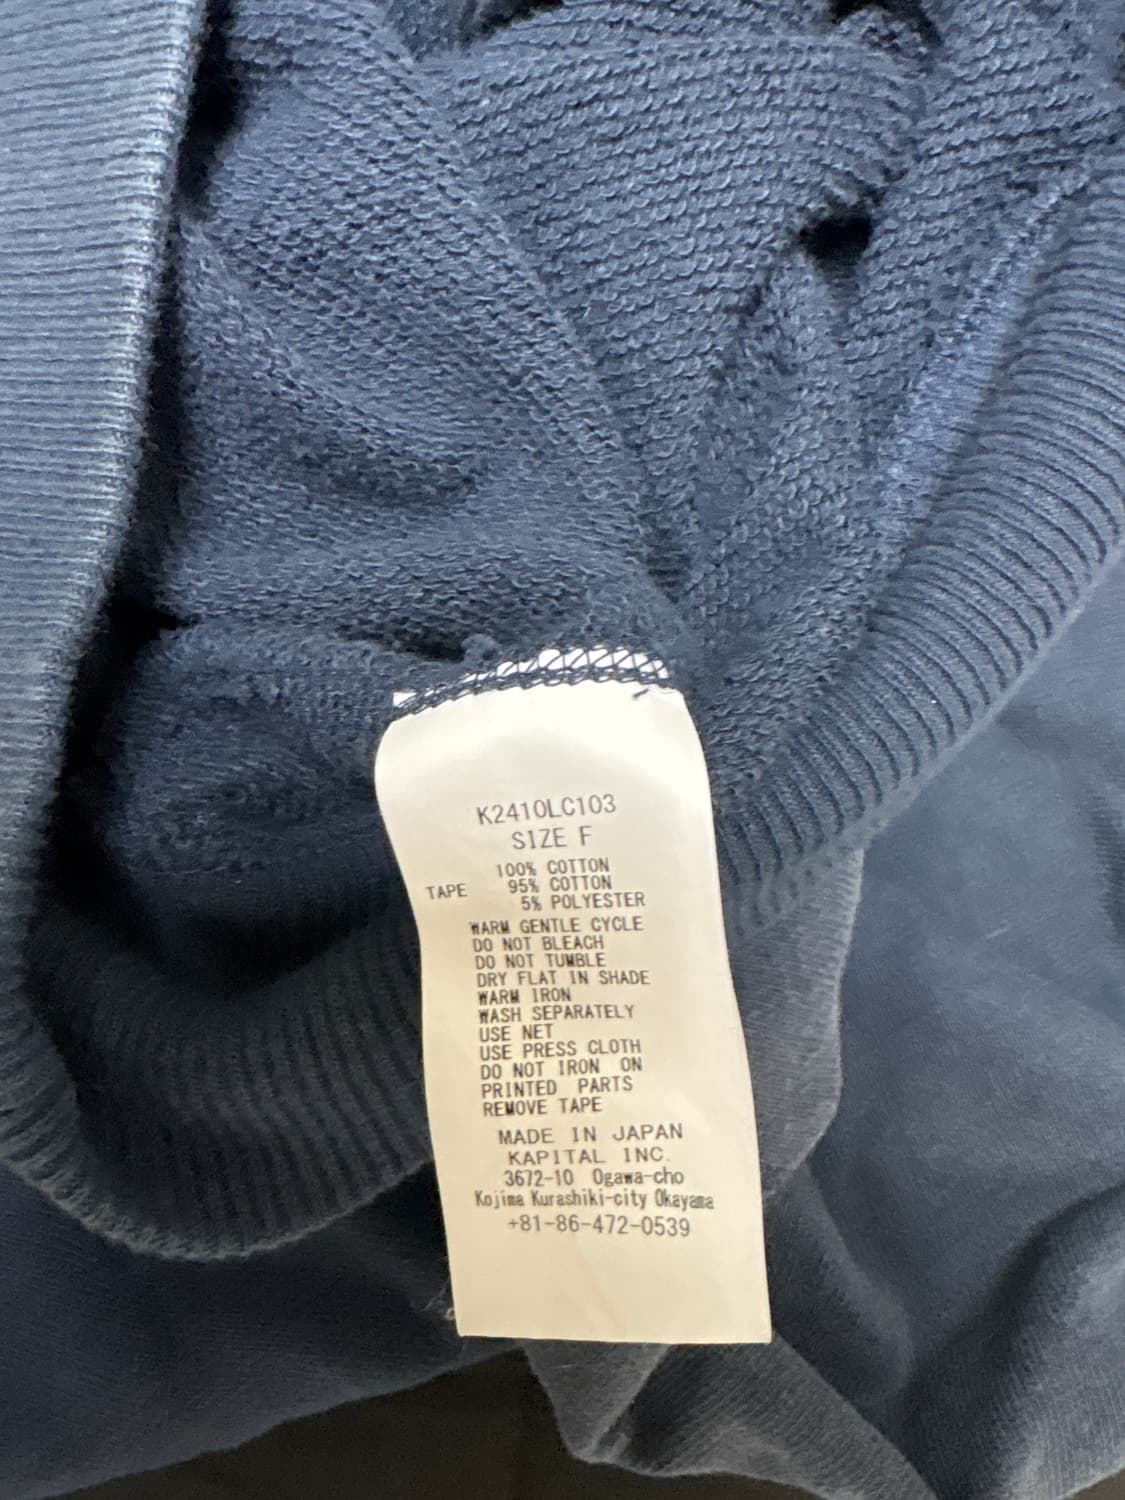 K2410LC103
SIZE F
100% COTTON
TAPE 95% COTTON
5% POLYESTER
WARM GENTLE CYCLE
DO NOT BLEACH
DO NOT TUMBLE
DRY FLAT IN SHADE
WARM IRON
WASH SEPARATELY
USE NET
USE PRESS CLOTH
DO NOT IRON ON
PRINTED PARTS
REMOVE TAPE
MADE IN JAPAN
KAPITAL INC.
3672-10 Ogawa-cho
Kojima Kurashiki-city Okayama
+81-86-472-0539